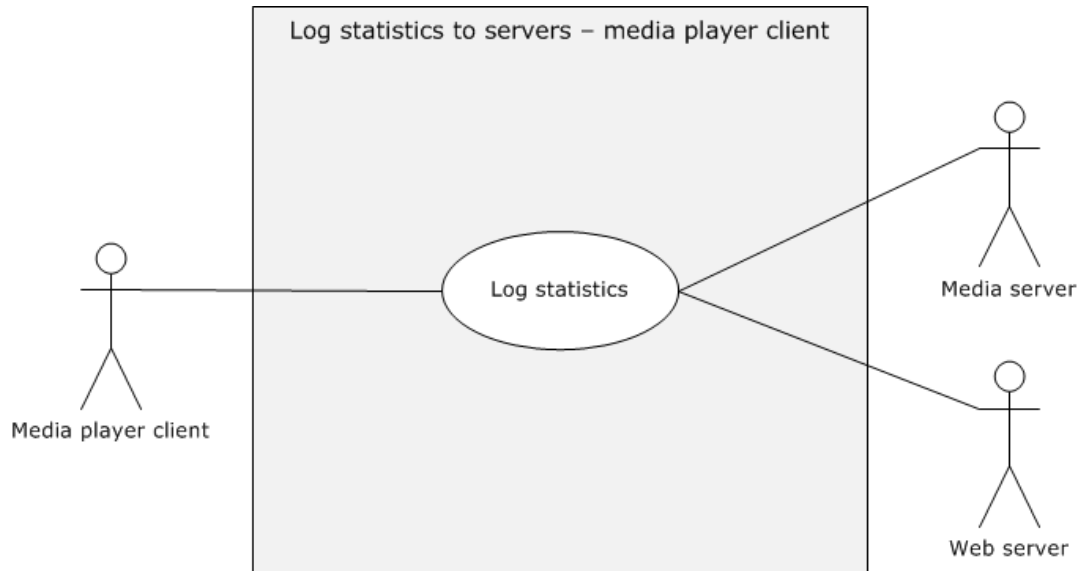 Log statistics to servers – media player client
Log statistics
Media server
Media player client
Web server